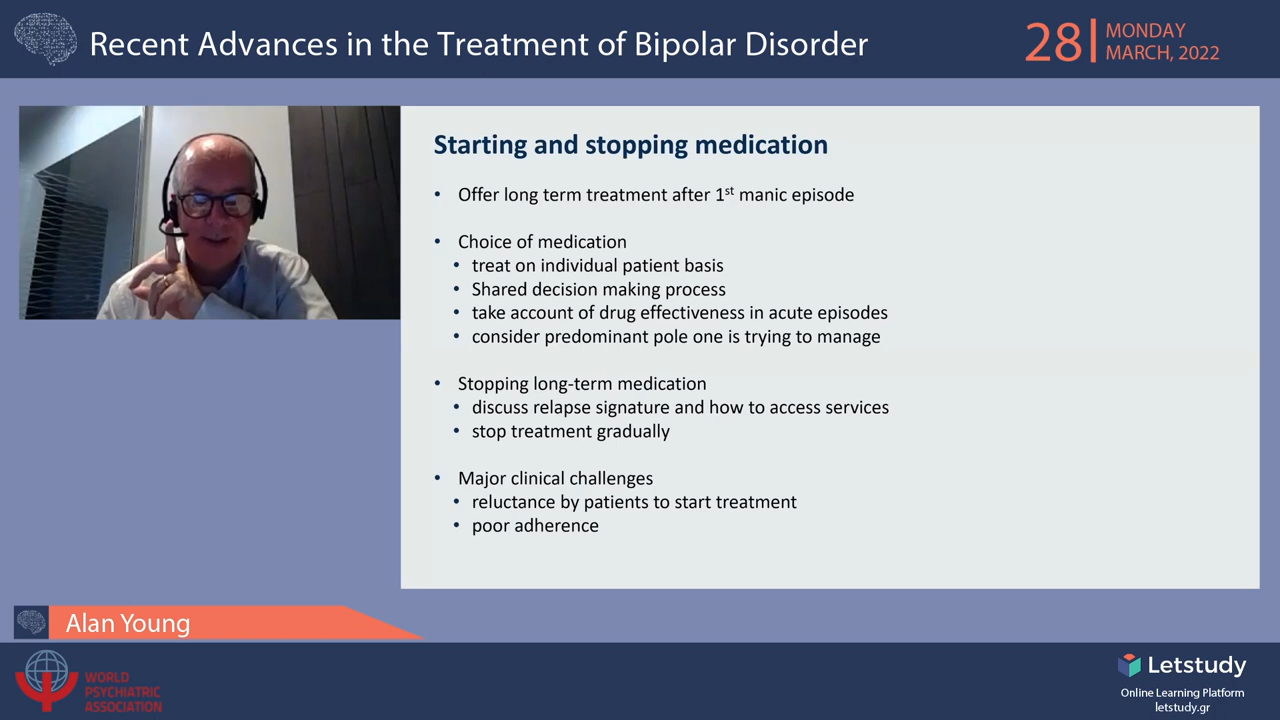 Recent Advances in the Treatment of Bipolar Disorder
28
MONDAY
MARCH, 2022
Starting and stopping medication
• Offer long term treatment after 1st manic episode
• Choice of medication
• treat on individual patient basis
• Shared decision making process
• take account of drug effectiveness in acute episodes
• consider predominant pole one is trying to manage
• Stopping long-term medication
• discuss relapse signature and how to access services
• stop treatment gradually
• Major clinical challenges
• reluctance by patients to start treatment
• poor adherence
Alan Young
WORLD
PSYCHIATRIC
ASSOCIATION
Letstudy
Online Learning Platform
letstudy.gr